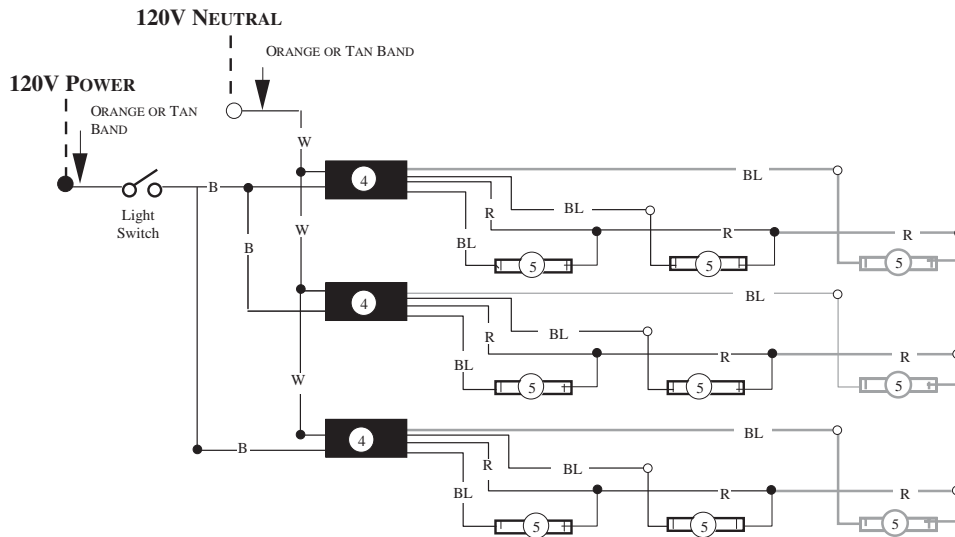 120V NEUTRAL
ORANGE OR TAN BAND
120V POWER
ORANGE OR TAN
BAND
W
4
BL
B
R
BL
R
R
Light
Switch
W
BL
B
5
5
5
4
BL
BL
R
R
R
BL
W
5
5
5
4
BL
B
R
BL
R
R
BL
5
5
5